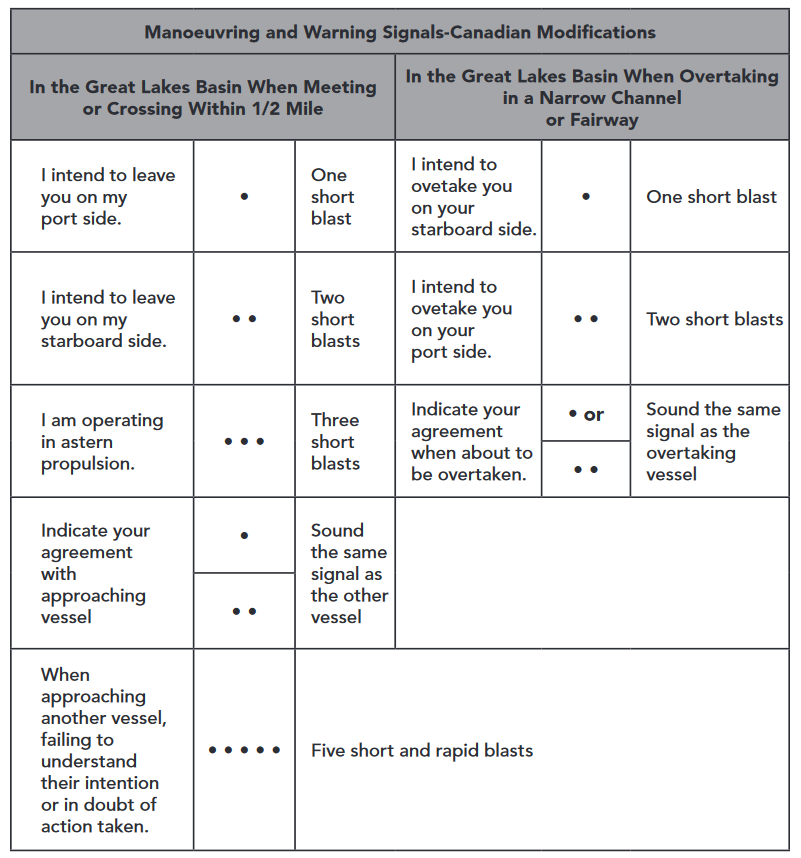 Manoeuvring and Warning Signals-Canadian Modifications
In the Great Lakes Basin When Meeting
or Crossing Within 1/2 Mile
In the Great Lakes Basin When Overtaking
in a Narrow Channel
or Fairway
I intend to leave
you on my
port side.
•
One
short
blast
I intend to
ovetake you
on your
starboard side.
•
One short blast
I intend to leave
you on my
starboard side.
• •
Two
short
blasts
I intend to
ovetake you
on your
port side.
• •
Two short blasts
I am operating
in astern
propulsion.
• • •
Three
short
blasts
Indicate your
agreement
when about to
be overtaken.
• or
• •
Sound the same
signal as the
overtaking
vessel
Indicate your
agreement
with
approaching
vessel
•
• •
Sound
the same
signal as
the other
vessel
When
approaching
another vessel,
failing to
understand
their intention
or in doubt of
action taken.
• • • • •
Five short and rapid blasts